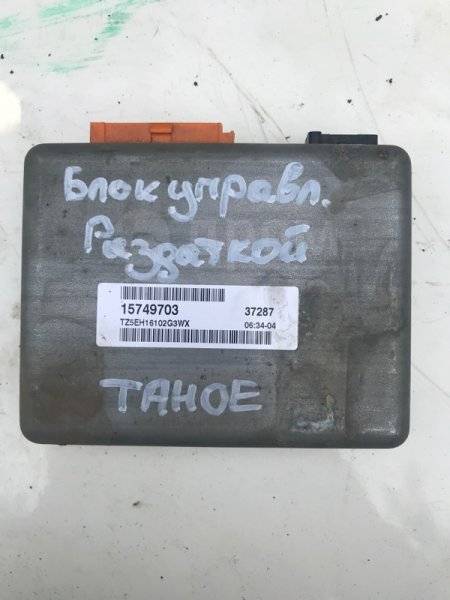 Блок управл.
Раздаткой
15749703 37287
TZ5EH16102G3WX 06:34-04
ТАНОЕ